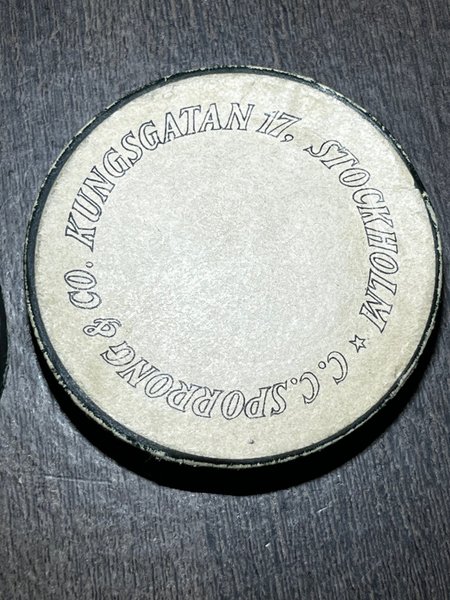 C. C. SPORRONG & CO. KUNGSGATAN 17, STOCKHOLM ☆